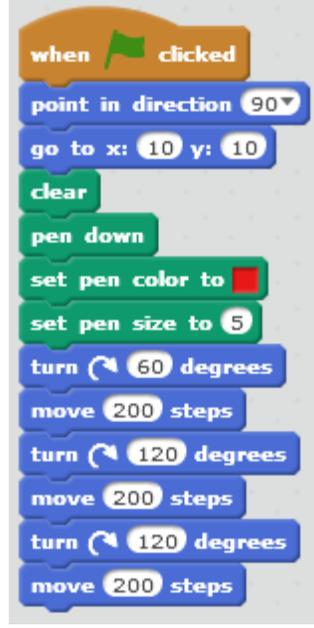 when clicked
point in direction 90
go to x: 10 y: 10
clear
pen down
set pen color to
set pen size to 5
turn 60 degrees
move 200 steps
turn 120 degrees
move 200 steps
turn 120 degrees
move 200 steps